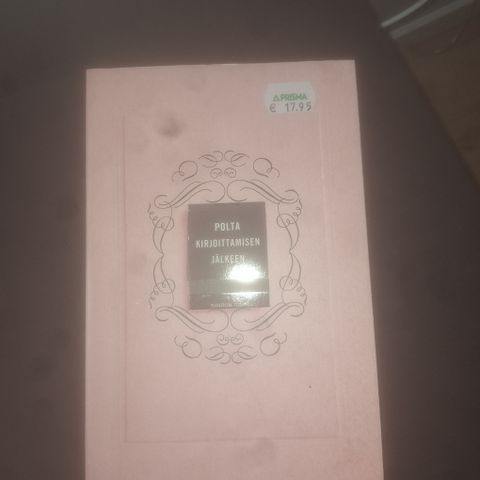 PRISMA
€ 17.95
POLTA
KIRJOITTAMISEN
JÄLKEEN